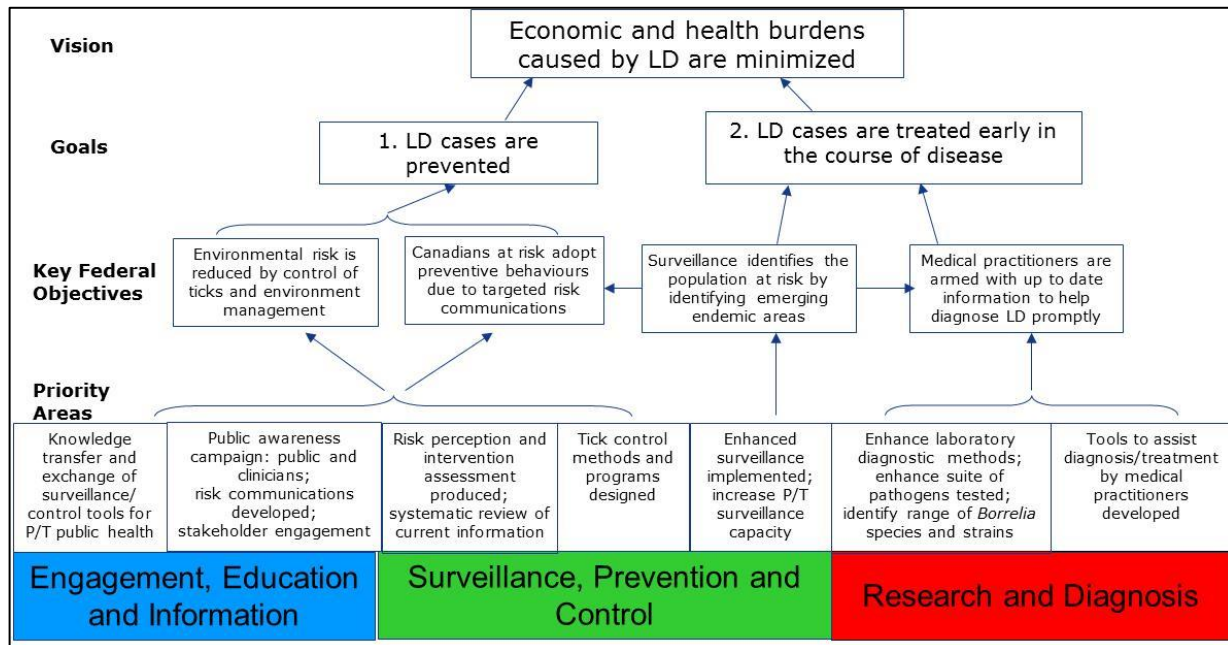 Vision
Economic and health burdens
caused by LD are minimized
Goals
1. LD cases are
prevented
2. LD cases are treated early in
the course of disease
Key Federal
Objectives
Environmental risk is
reduced by control of
ticks and environment
management
Canadians at risk adopt
preventive behaviours
due to targeted risk
communications
Surveillance identifies the
population at risk by
identifying emerging
endemic areas
Medical practitioners are
armed with up to date
information to help
diagnose LD promptly
Priority
Areas
Knowledge
transfer and
exchange of
surveillance/
control tools for
P/T public health
Public awareness
campaign: public and
clinicians;
risk communications
developed;
stakeholder engagement
Risk perception and
intervention
assessment
produced;
systematic review of
current information
Tick control
methods and
programs
designed
Enhanced
surveillance
implemented;
increase P/T
surveillance
capacity
Enhance laboratory
diagnostic methods;
enhance suite of
pathogens tested;
identify range of Borrelia
species and strains
Tools to assist
diagnosis/treatment
by medical
practitioners
developed
Engagement, Education
and Information
Surveillance, Prevention and
Control
Research and Diagnosis